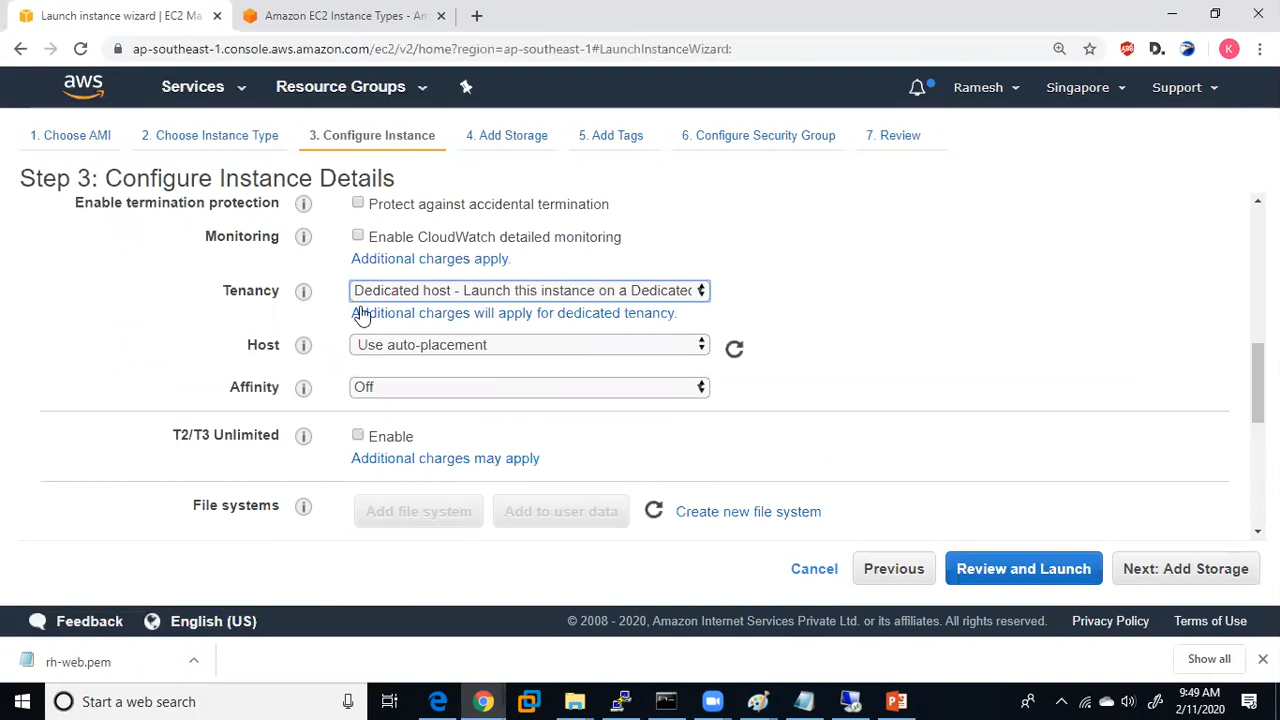 Launch instance wizard | EC2 Ma
Amazon EC2 Instance Types - Am
ap-southeast-1.console.aws.amazon.com/ec2/v2/home?region=ap-southeast-1#LaunchInstanceWizard:
ABP
D.
K
aws
Services
Resource Groups
Ramesh
Singapore
Support
1. Choose AMI
2. Choose Instance Type
3. Configure Instance
4. Add Storage
5. Add Tags
6. Configure Security Group
7. Review
Step 3: Configure Instance Details
Enable termination protection
Protect against accidental termination
Monitoring
Enable CloudWatch detailed monitoring
Additional charges apply.
Tenancy
Dedicated host - Launch this instance on a Dedicated
Additional charges will apply for dedicated tenancy.
Host
Use auto-placement
Affinity
Off
T2/T3 Unlimited
Enable
Additional charges may apply
File systems
Add file system
Add to user data
Create new file system
Cancel
Previous
Review and Launch
Next: Add Storage
Feedback
English (US)
© 2008 - 2020, Amazon Internet Services Private Ltd. or its affiliates. All rights reserved.
Privacy Policy
Terms of Use
rh-web.pem
Show all
Start a web search
9:49 AM
2/11/2020